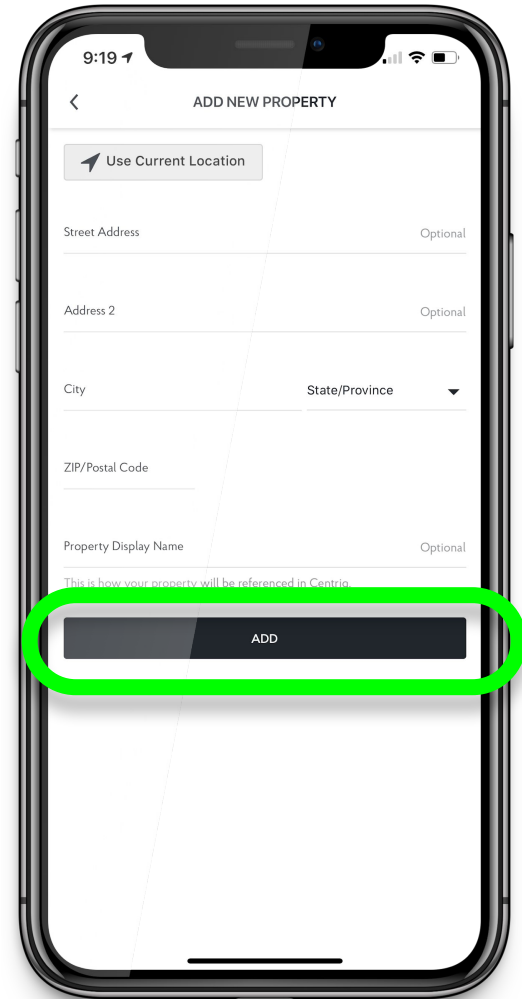 9:19
ADD NEW PROPERTY
Use Current Location
Street Address Optional
Address 2 Optional
City State/Province
ZIP/Postal Code
Property Display Name Optional
This is how your property will be referenced in Centriq.
ADD